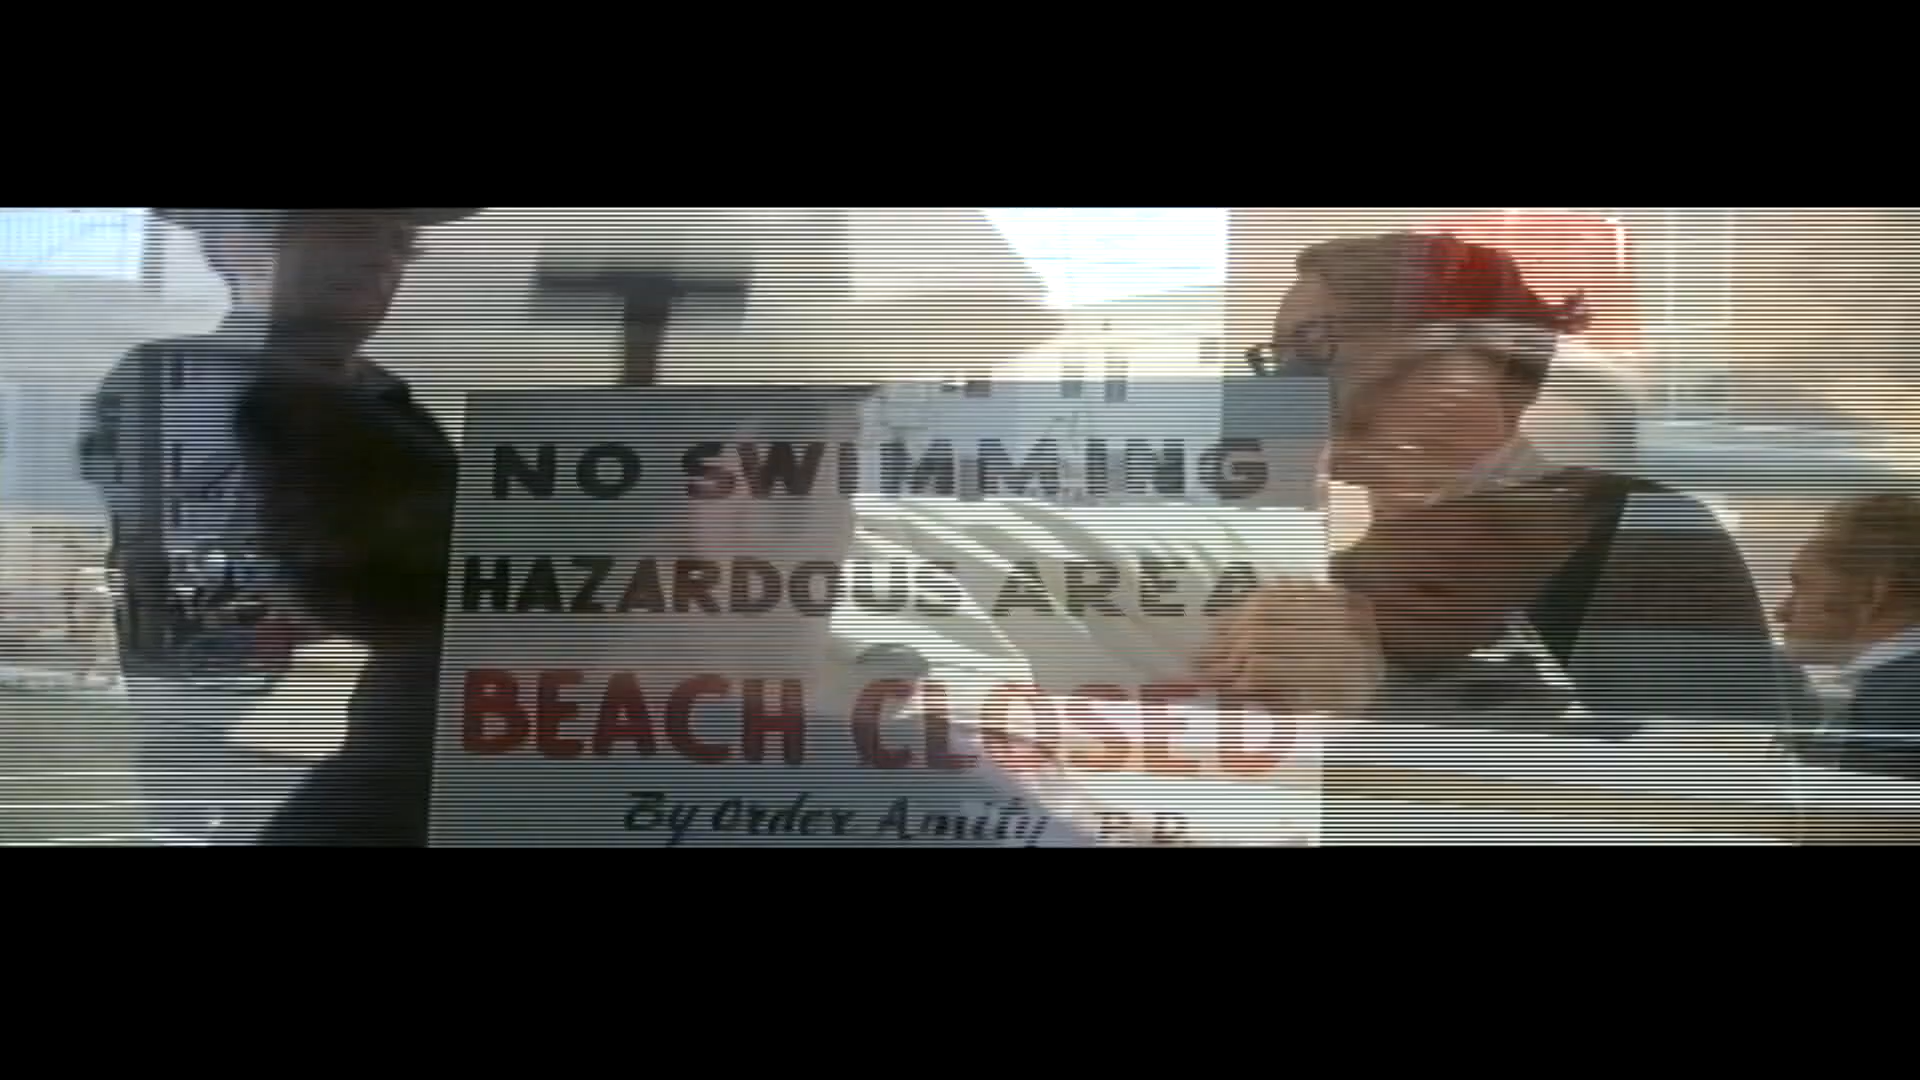 NO SWIMMING
HAZARDOUS AREA
BEACH CLOSED
By Order Amity P.D.